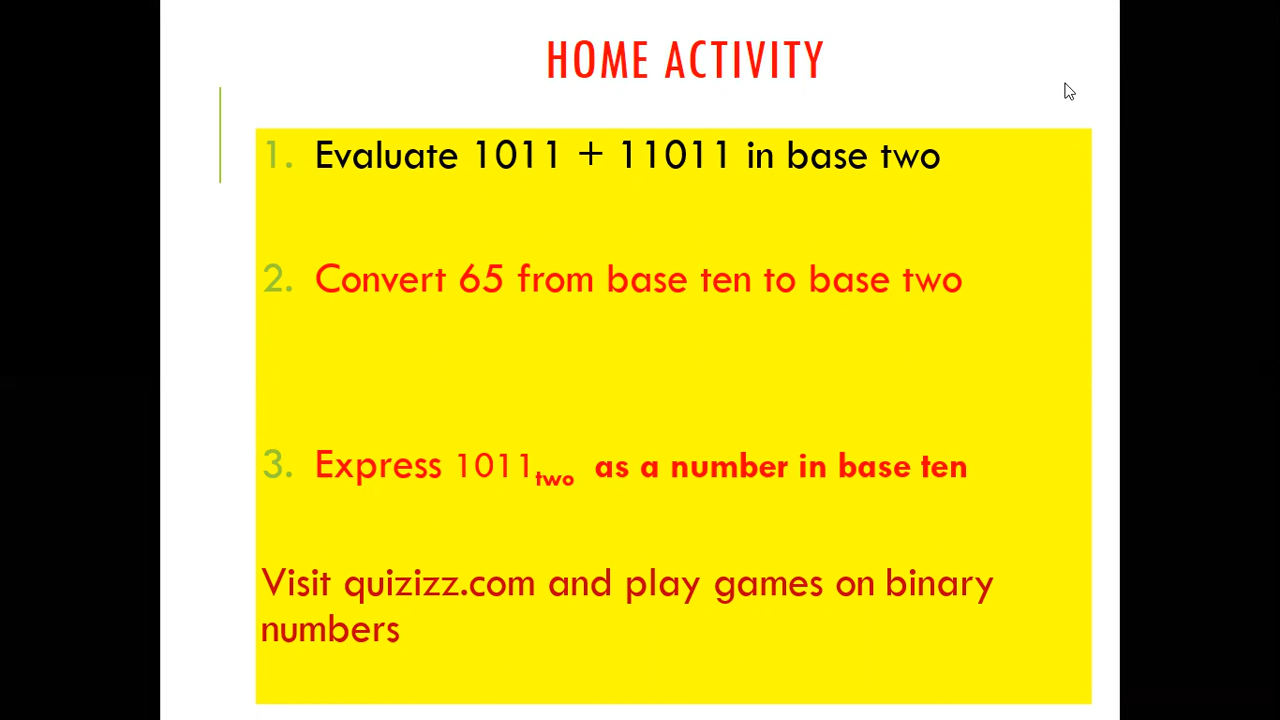 HOME ACTIVITY
1. Evaluate 1011 + 11011 in base two
2. Convert 65 from base ten to base two
3. Express 1011two as a number in base ten
Visit quizizz.com and play games on binary
numbers